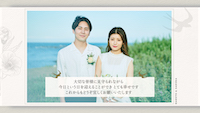 大切な皆様に見守られながら
今日という日を迎えることができ とても幸せです
これからもどうぞ宜しくお願いいたします